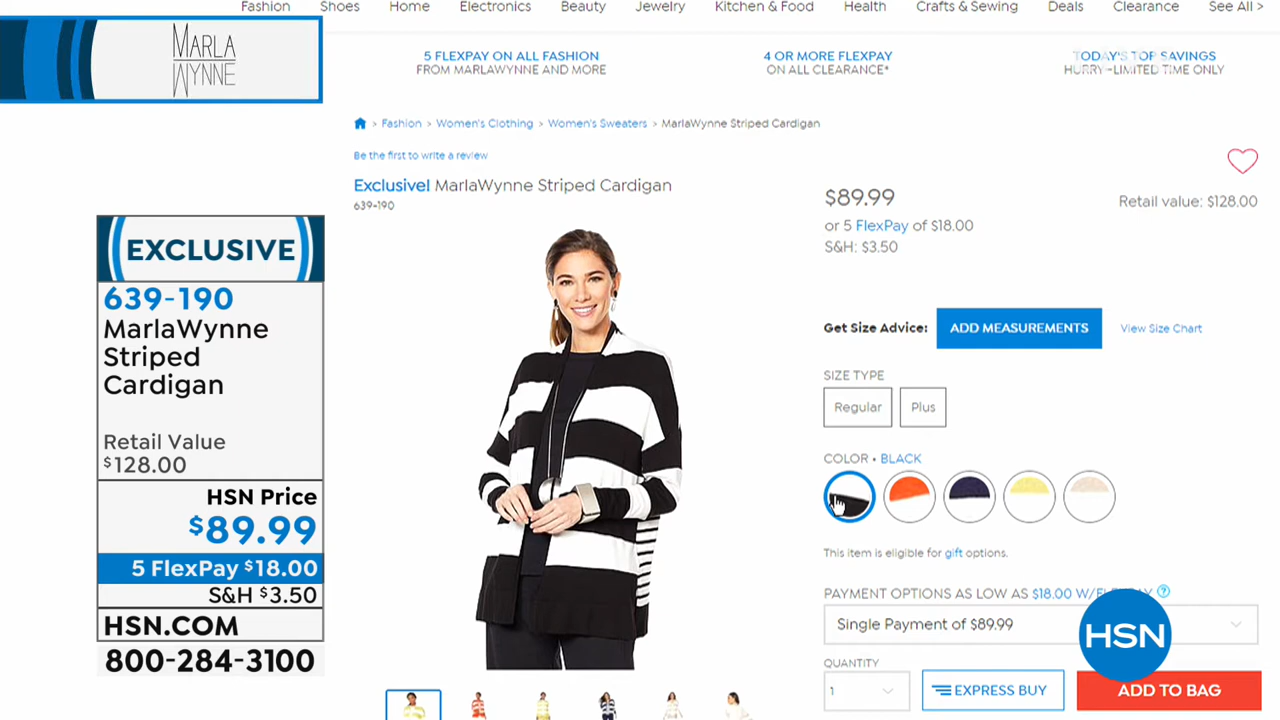 Fashion
Shoes
Home
Electronics
Beauty
Jewelry
Kitchen & Food
Health
Crafts & Sewing
Deals
Clearance
See All >
MARLA
WYNNE
5 FLEXPAY ON ALL FASHION
FROM MARLAWYNNE AND MORE
4 OR MORE FLEXPAY
ON ALL CLEARANCE*
TODAY'S TOP SAVINGS
HURRY-LIMITED TIME ONLY
> Fashion > Women's Clothing > Women's Sweaters > MarlaWynne Striped Cardigan
Be the first to write a review
Exclusive! MarlaWynne Striped Cardigan
639-190
$89.99
Retail value: $128.00
or 5 FlexPay of $18.00
S&H: $3.50
Get Size Advice:
ADD MEASUREMENTS
View Size Chart
SIZE TYPE
Regular
Plus
COLOR • BLACK
This item is eligible for gift options.
PAYMENT OPTIONS AS LOW AS $18.00 W/FLEXPAY ?
Single Payment of $89.99
QUANTITY
1
EXPRESS BUY
ADD TO BAG
HSN
EXCLUSIVE
639-190
MarlaWynne
Striped
Cardigan
Retail Value
$128.00
HSN Price
$89.99
5 FlexPay $18.00
S&H $3.50
HSN.COM
800-284-3100